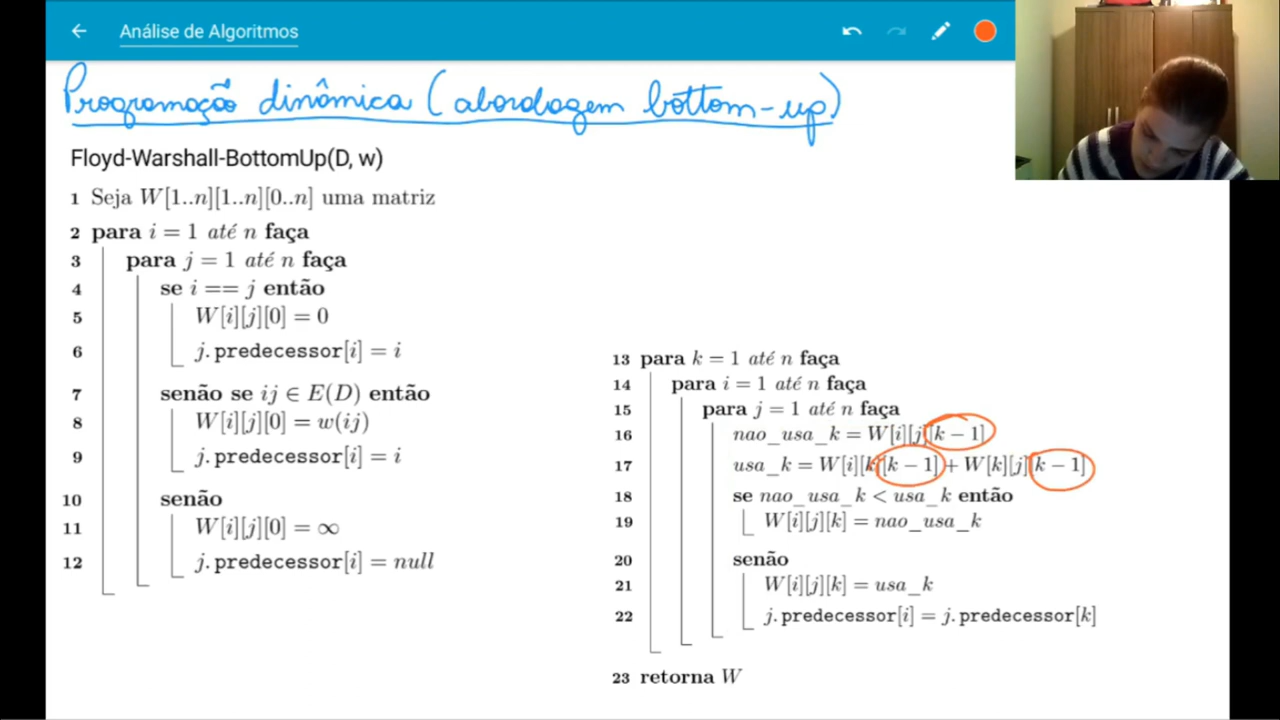 Análise de Algoritmos
Programação dinâmica (abordagem bottom-up)
Floyd-Warshall-BottomUp(D, w)
1 Seja W[1..n][1..n][0..n] uma matriz
2 para i = 1 até n faça
3 para j = 1 até n faça
4 se i == j então
5 W[i][j][0] = 0
6 j.predecessor[i] = i
7 senão se ij ∈ E(D) então
8 W[i][j][0] = w(ij)
9 j.predecessor[i] = i
10 senão
11 W[i][j][0] = ∞
12 j.predecessor[i] = null
13 para k = 1 até n faça
14 para i = 1 até n faça
15 para j = 1 até n faça
16 nao_usa_k = W[i][j][k − 1]
17 usa_k = W[i][k][k − 1] + W[k][j][k − 1]
18 se nao_usa_k < usa_k então
19 W[i][j][k] = nao_usa_k
20 senão
21 W[i][j][k] = usa_k
22 j.predecessor[i] = j.predecessor[k]
23 retorna W